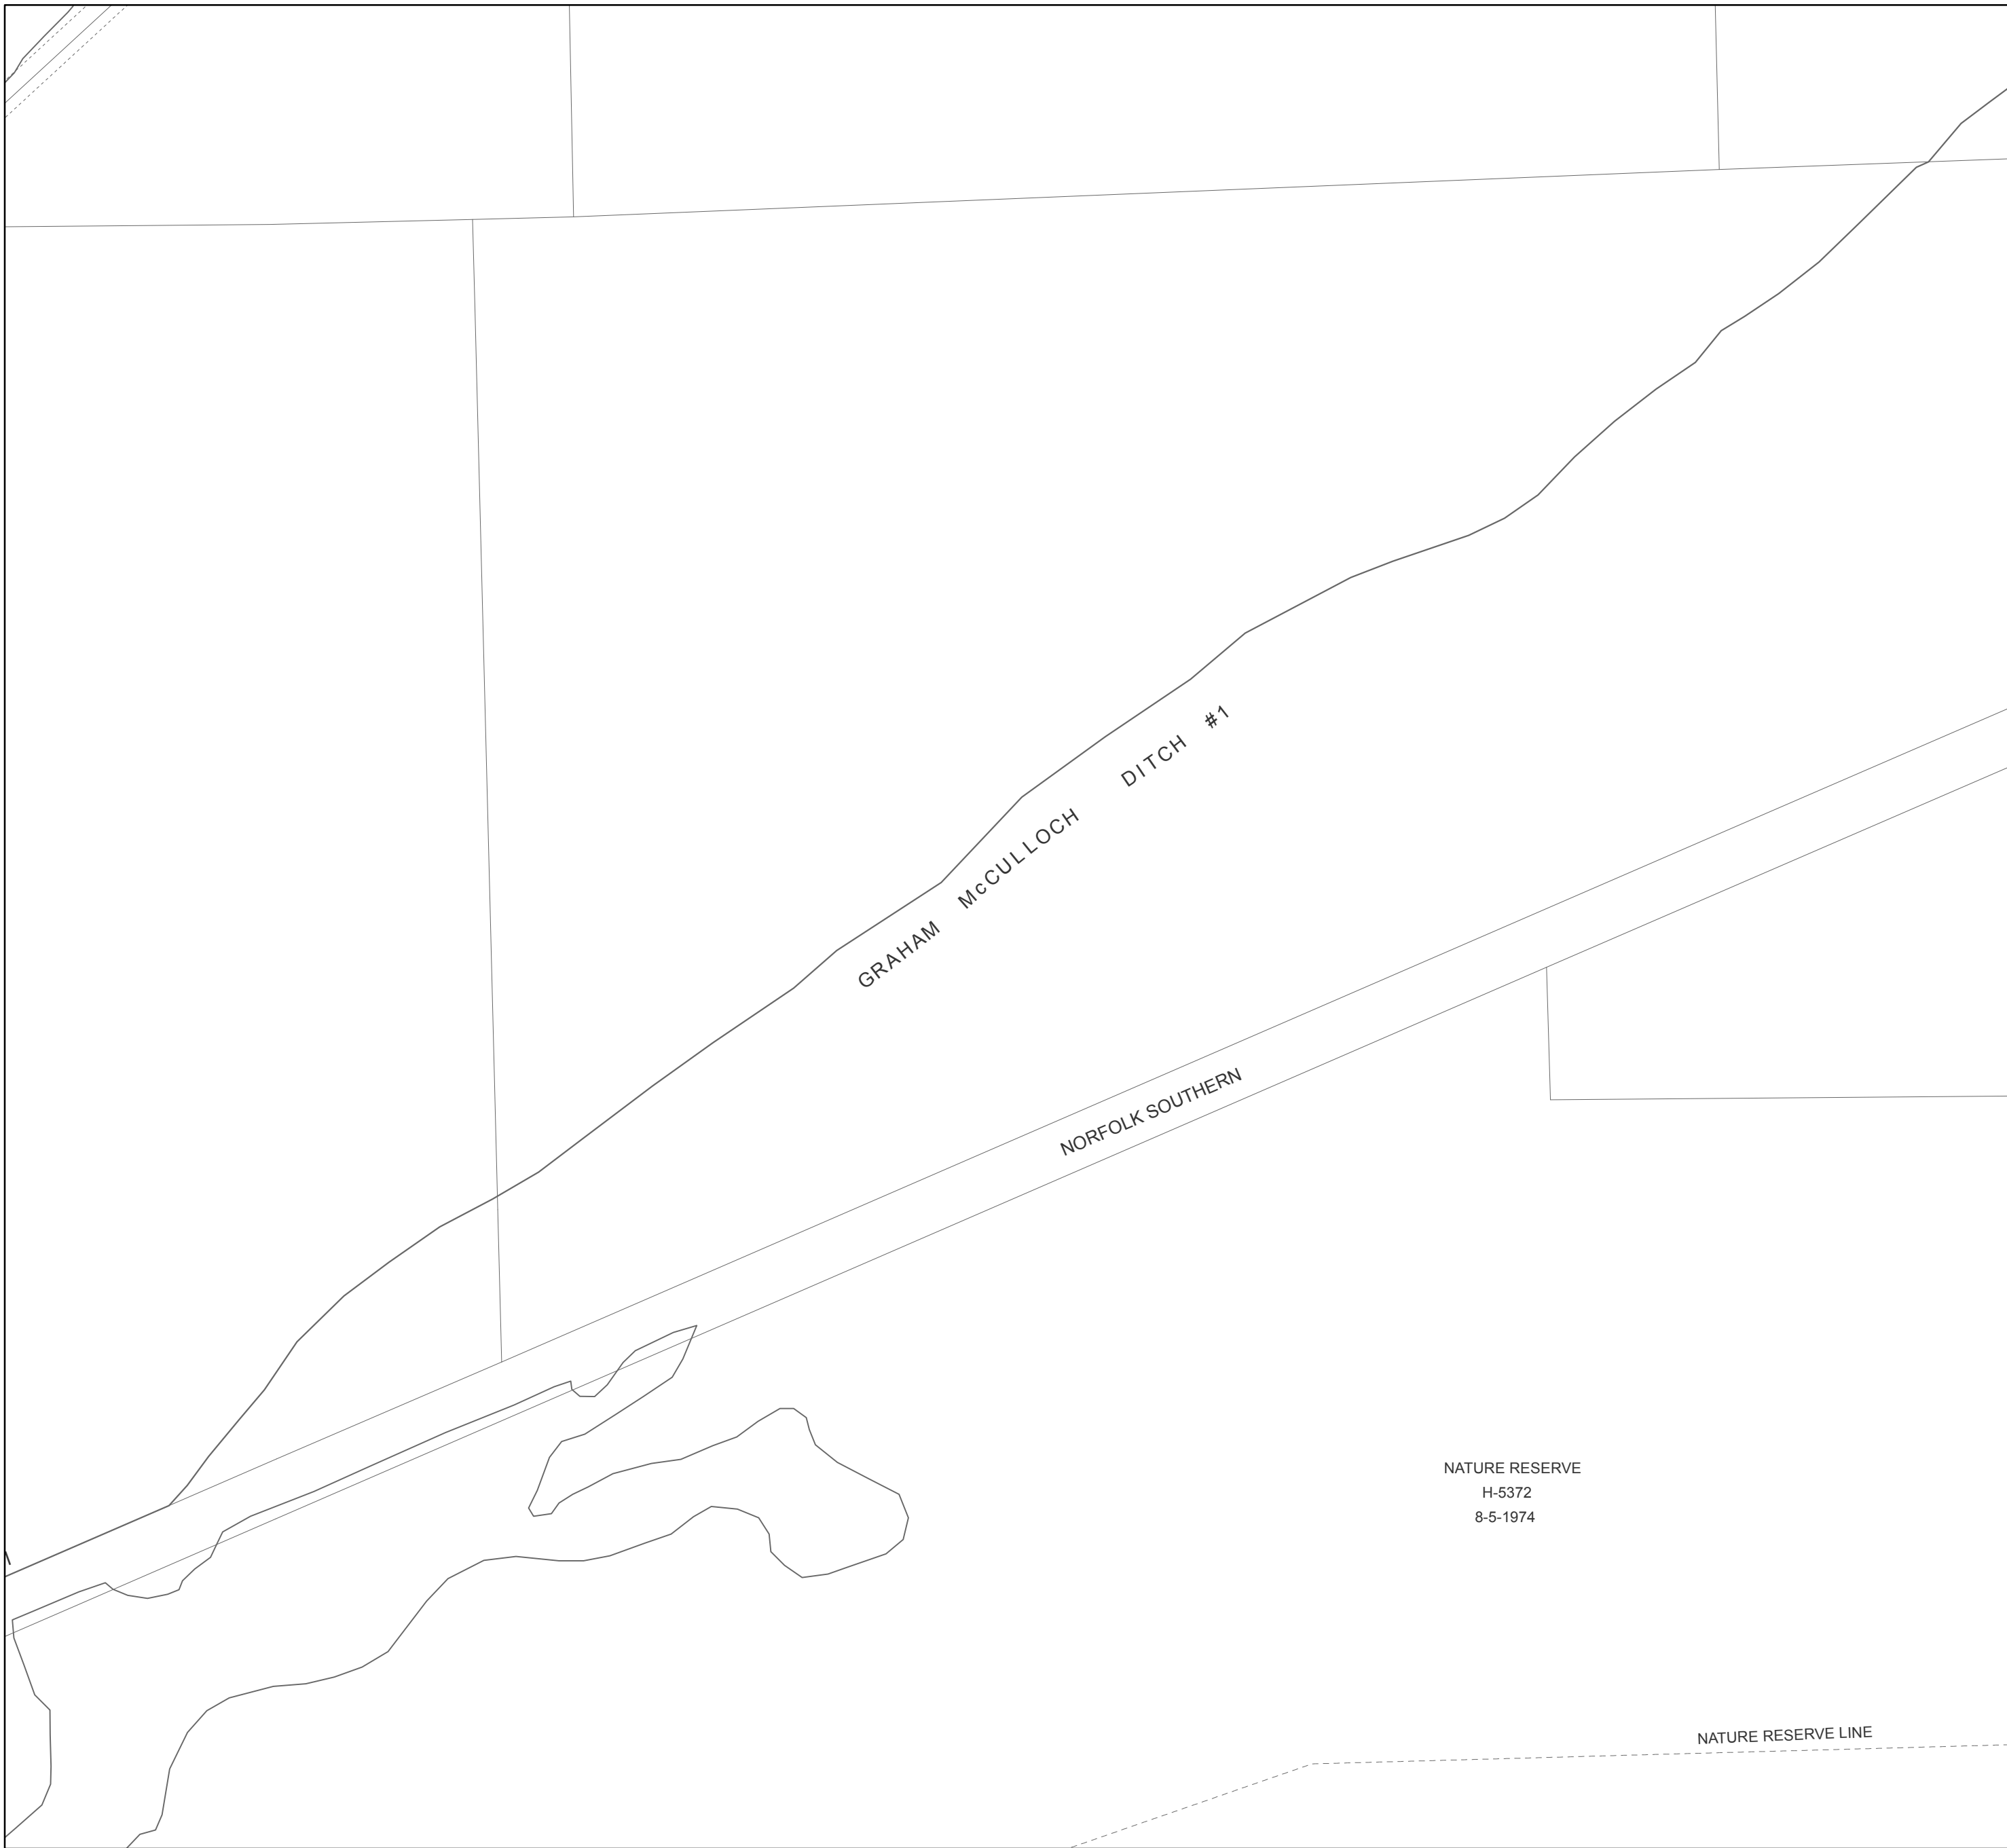 GRAHAM McCULLOCH DITCH #1
NORFOLK SOUTHERN
NATURE RESERVE
H-5372
8-5-1974
NATURE RESERVE LINE